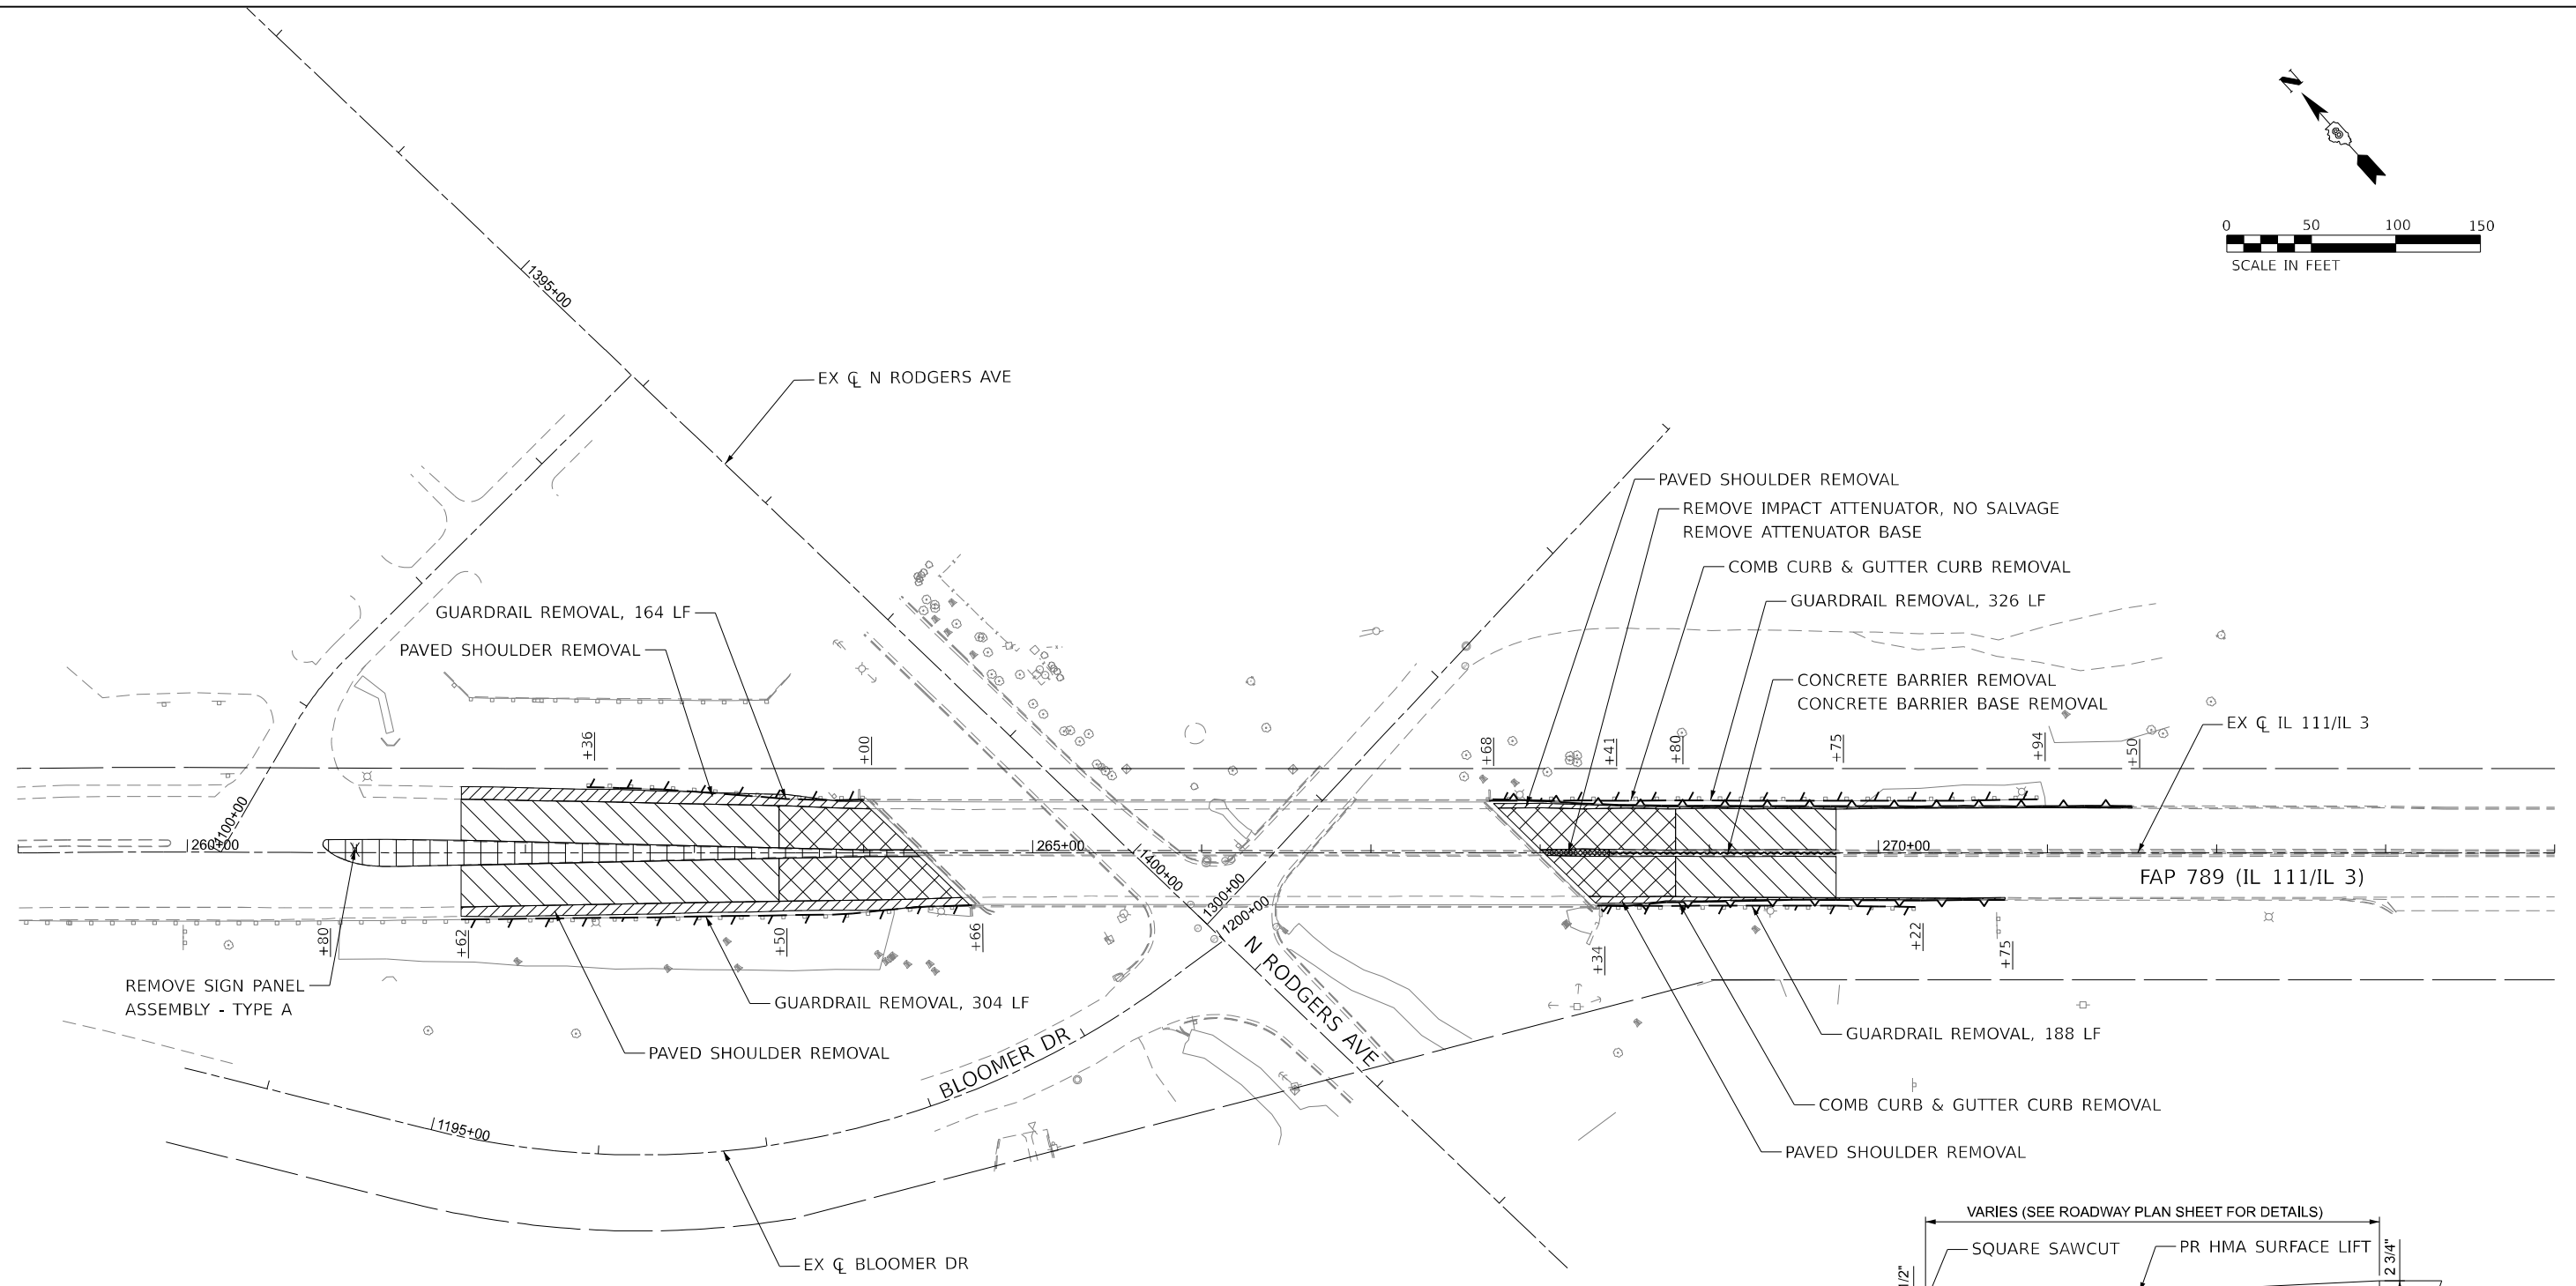 N
0 50 100 150
SCALE IN FEET
1395+00
EX ℄ N RODGERS AVE
PAVED SHOULDER REMOVAL
REMOVE IMPACT ATTENUATOR, NO SALVAGE
REMOVE ATTENUATOR BASE
COMB CURB & GUTTER CURB REMOVAL
GUARDRAIL REMOVAL, 326 LF
GUARDRAIL REMOVAL, 164 LF
PAVED SHOULDER REMOVAL
CONCRETE BARRIER REMOVAL
CONCRETE BARRIER BASE REMOVAL
EX ℄ IL 111/IL 3
+36
+00
+68
+41
+80
+75
+94
+50
1100+00
260+00
265+00
1400+00
1300+00
1200+00
270+00
FAP 789 (IL 111/IL 3)
+80
+62
+50
+66
+34
+22
+75
N RODGERS AVE
REMOVE SIGN PANEL
ASSEMBLY - TYPE A
GUARDRAIL REMOVAL, 304 LF
PAVED SHOULDER REMOVAL
BLOOMER DR
GUARDRAIL REMOVAL, 188 LF
COMB CURB & GUTTER CURB REMOVAL
1195+00
PAVED SHOULDER REMOVAL
EX ℄ BLOOMER DR
VARIES (SEE ROADWAY PLAN SHEET FOR DETAILS)
SQUARE SAWCUT
PR HMA SURFACE LIFT
2 3/4"
1/2"